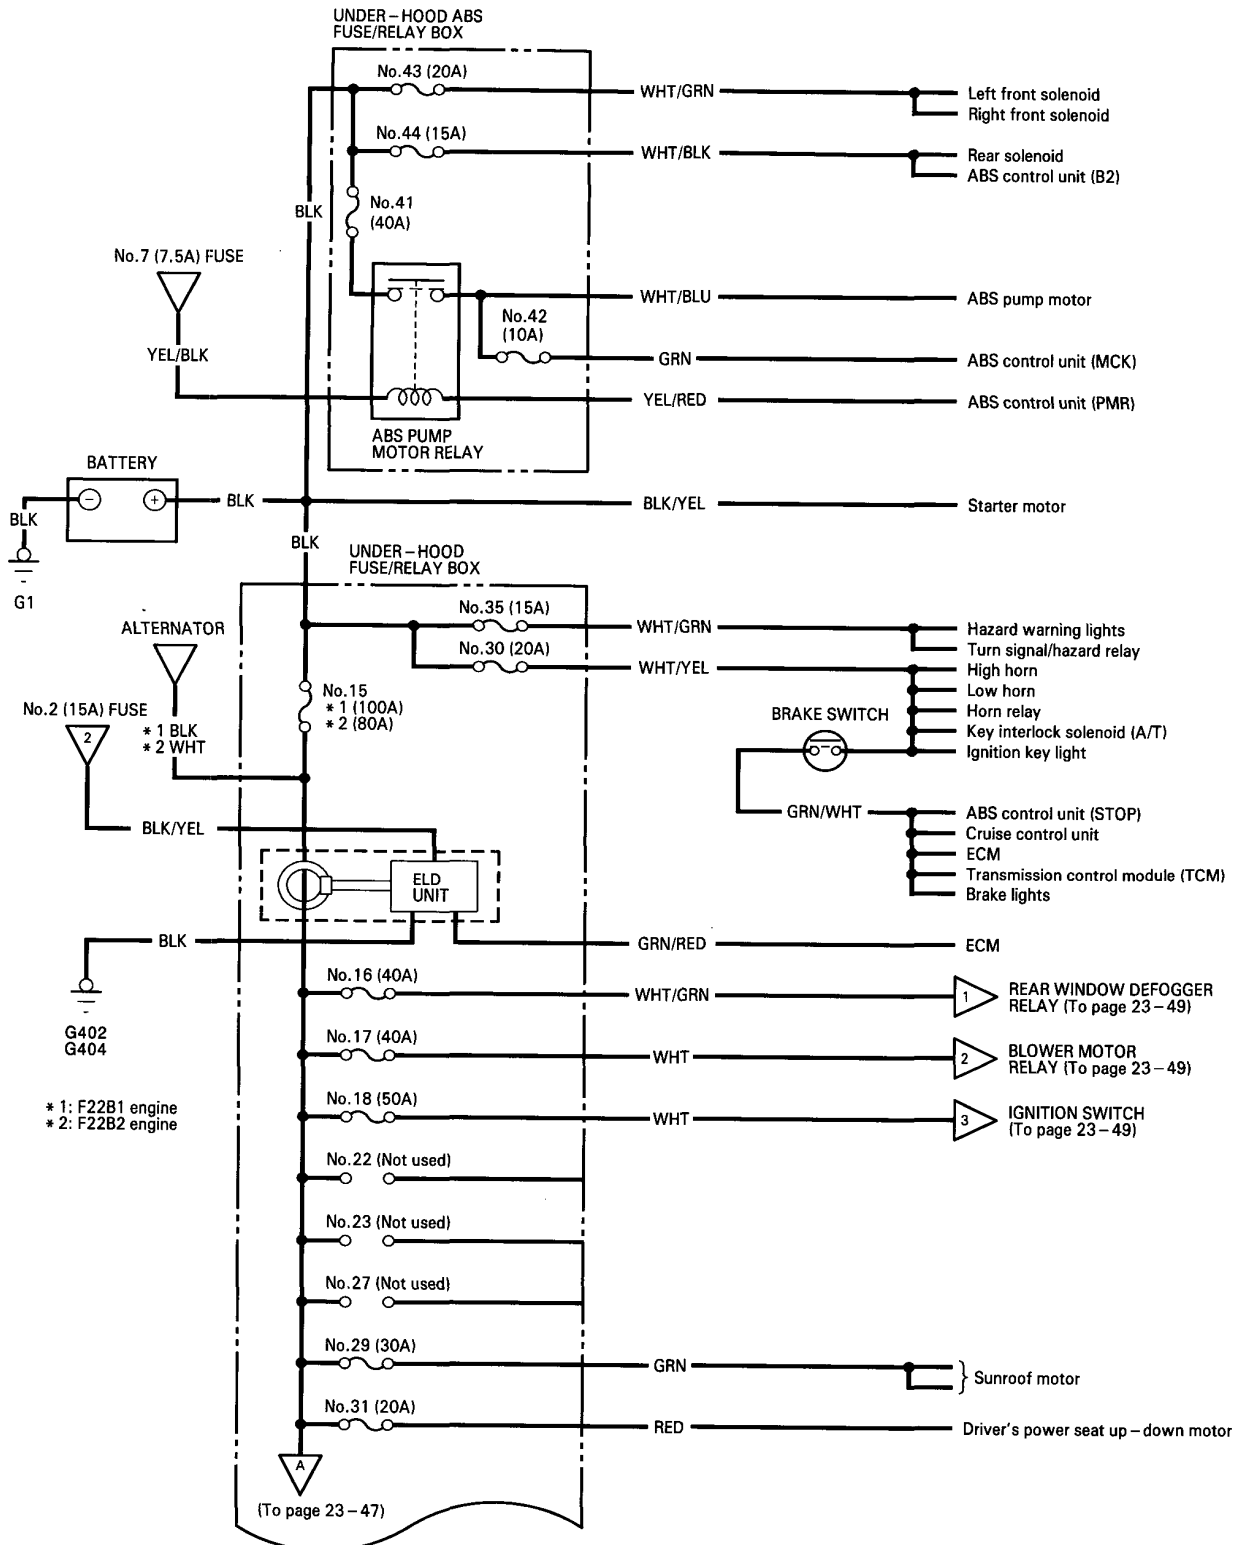 UNDER-HOOD ABS
FUSE/RELAY BOX
No.43 (20A)
WHT/GRN
Left front solenoid
Right front solenoid
No.44 (15A)
WHT/BLK
Rear solenoid
ABS control unit (B2)
BLK
No.41
(40A)
No.7 (7.5A) FUSE
YEL/BLK
WHT/BLU
ABS pump motor
No.42
(10A)
GRN
ABS control unit (MCK)
YEL/RED
ABS control unit (PMR)
ABS PUMP
MOTOR RELAY
BATTERY
-
+
BLK
BLK
BLK/YEL
Starter motor
G1
BLK
UNDER-HOOD
FUSE/RELAY BOX
No.35 (15A)
WHT/GRN
Hazard warning lights
Turn signal/hazard relay
No.30 (20A)
WHT/YEL
High horn
Low horn
Horn relay
Key interlock solenoid (A/T)
Ignition key light
ALTERNATOR
No.15
* 1 (100A)
* 2 (80A)
No.2 (15A) FUSE
2
* 1 BLK
* 2 WHT
BRAKE SWITCH
GRN/WHT
ABS control unit (STOP)
Cruise control unit
ECM
Transmission control module (TCM)
Brake lights
BLK/YEL
ELD
UNIT
BLK
GRN/RED
ECM
G402
G404
No.16 (40A)
WHT/GRN
1
REAR WINDOW DEFOGGER
RELAY (To page 23-49)
No.17 (40A)
WHT
2
BLOWER MOTOR
RELAY (To page 23-49)
* 1: F22B1 engine
* 2: F22B2 engine
No.18 (50A)
WHT
3
IGNITION SWITCH
(To page 23-49)
No.22 (Not used)
No.23 (Not used)
No.27 (Not used)
No.29 (30A)
GRN
Sunroof motor
No.31 (20A)
RED
Driver's power seat up-down motor
A
(To page 23-47)